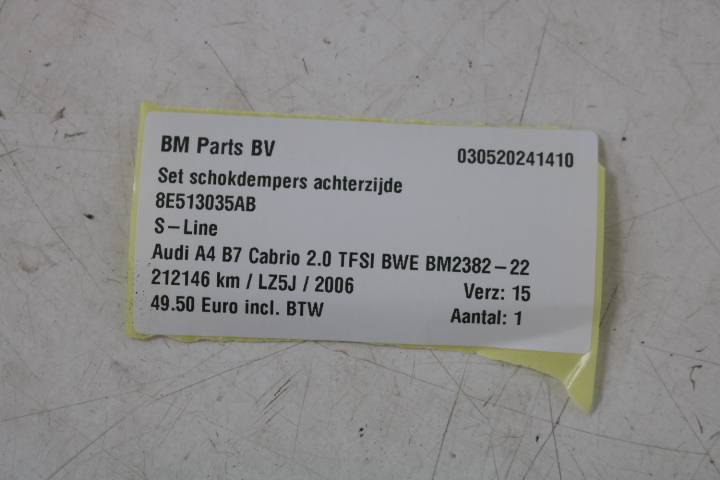 BM Parts BV 030520241410
Set schokdempers achterzijde
8E513035AB
S-Line
Audi A4 B7 Cabrio 2.0 TFSI BWE BM2382-22
212146 km / LZ5J / 2006 Verz: 15
49.50 Euro incl. BTW Aantal: 1